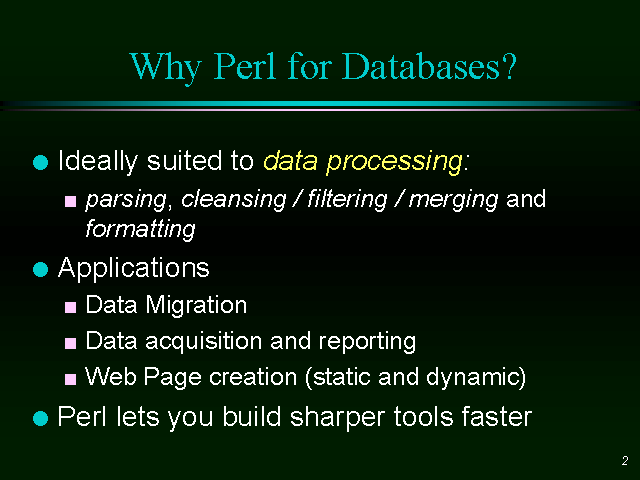 Why Perl for Databases?
Ideally suited to data processing:
parsing, cleansing / filtering / merging and
formatting
Applications
Data Migration
Data acquisition and reporting
Web Page creation (static and dynamic)
Perl lets you build sharper tools faster
2